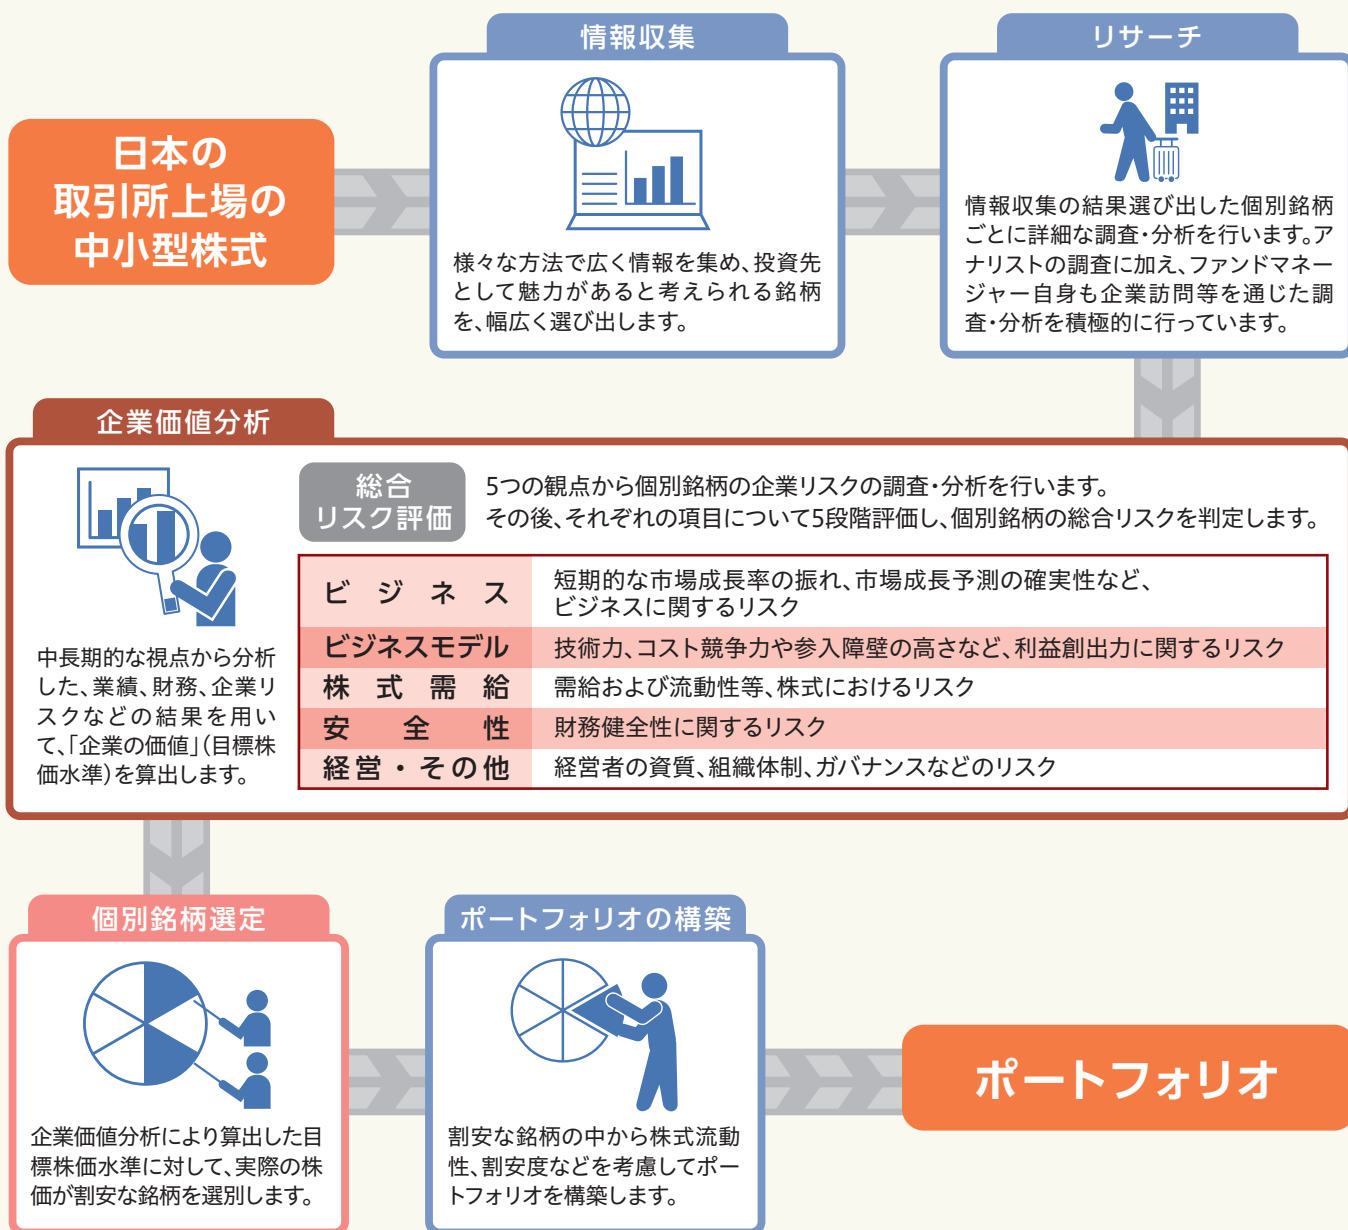 日本の
取引所上場の
中小型株式
情報収集
様々な方法で広く情報を集め、投資先
として魅力があると考えられる銘柄
を、幅広く選び出します。
リサーチ
情報収集の結果選び出した個別銘柄
ごとに詳細な調査・分析を行います。ア
ナリストの調査に加え、ファンドマネー
ジャー自身も企業訪問等を通じた調
査・分析を積極的に行っています。
企業価値分析
中長期的な視点から分析
した、業績、財務、企業リ
スクなどの結果を用い
て、「企業の価値」(目標株
価水準)を算出します。
総合
リスク評価
5つの観点から個別銘柄の企業リスクの調査・分析を行います。
その後、それぞれの項目について5段階評価し、個別銘柄の総合リスクを判定します。
ビジネス
短期的な市場成長率の振れ、市場成長予測の確実性など、
ビジネスに関するリスク
ビジネスモデル
技術力、コスト競争力や参入障壁の高さなど、利益創出力に関するリスク
株式需給
需給および流動性等、株式におけるリスク
安全性
財務健全性に関するリスク
経営・その他
経営者の資質、組織体制、ガバナンスなどのリスク
個別銘柄選定
企業価値分析により算出した目
標株価水準に対して、実際の株
価が割安な銘柄を選別します。
ポートフォリオの構築
割安な銘柄の中から株式流動
性、割安度などを考慮してポー
トフォリオを構築します。
ポートフォリオ